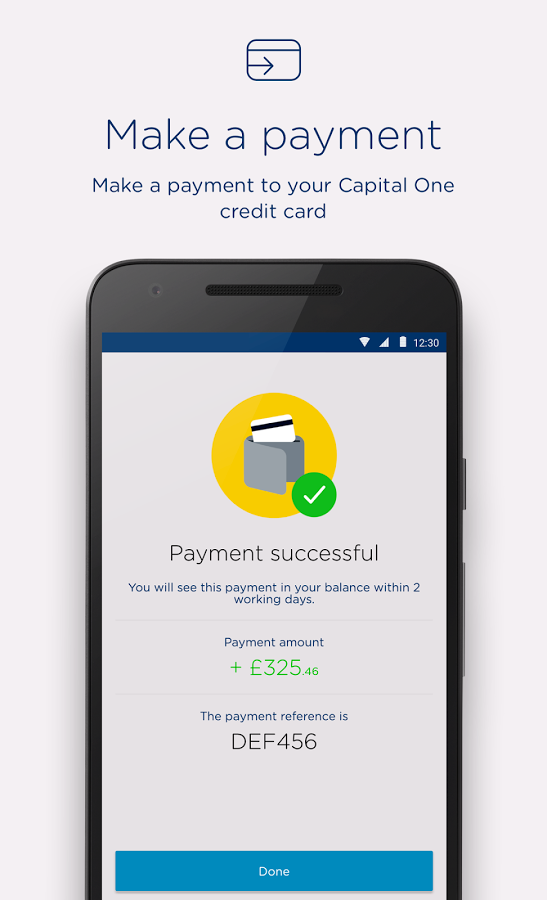 Make a payment
Make a payment to your Capital One
credit card
12:30
Payment successful
You will see this payment in your balance within 2
working days.
Payment amount
+ £325.46
The payment reference is
DEF456
Done